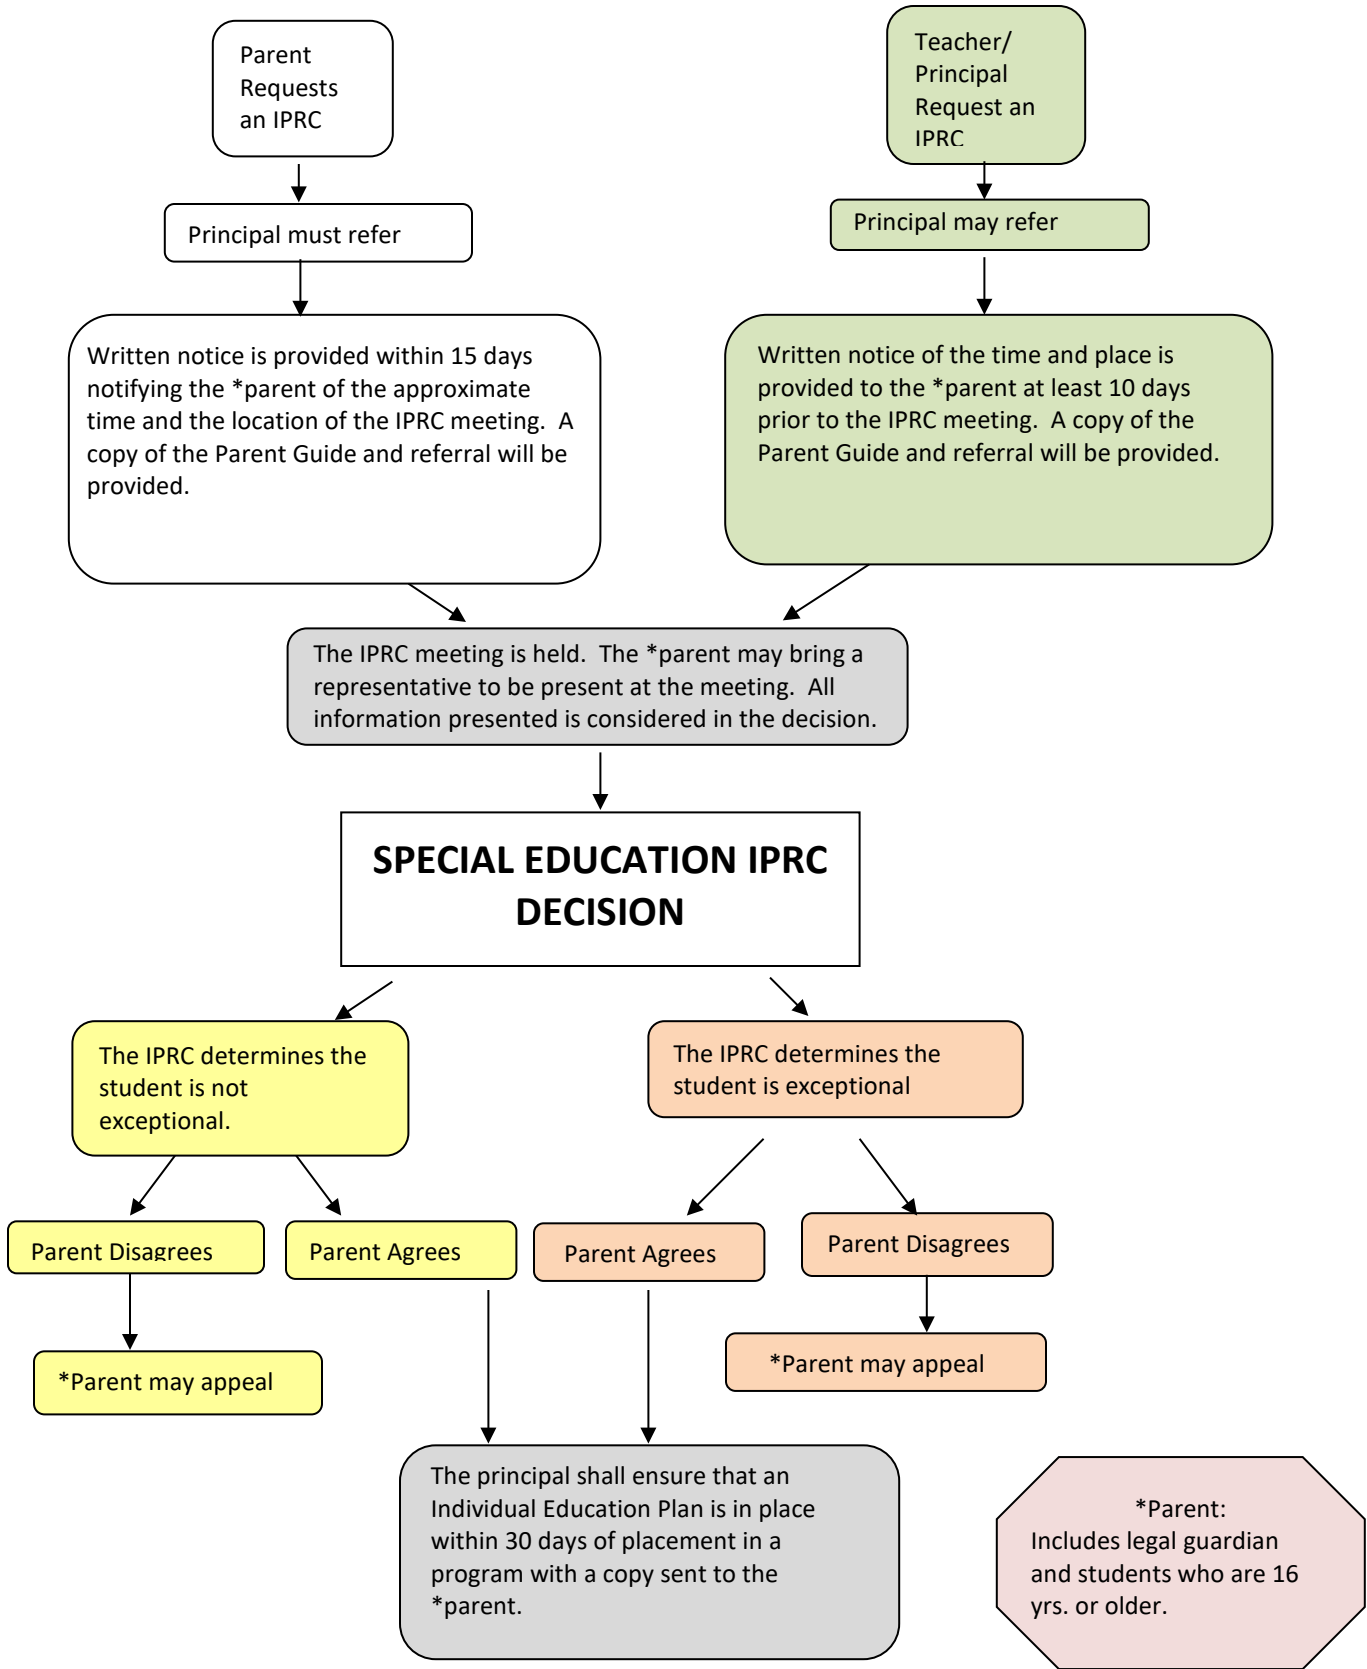 Parent
Requests
an IPRC
Teacher/
Principal
Request an
IPRC
Principal must refer
Principal may refer
Written notice is provided within 15 days
notifying the *parent of the approximate
time and the location of the IPRC meeting.  A
copy of the Parent Guide and referral will be
provided.
Written notice of the time and place is
provided to the *parent at least 10 days
prior to the IPRC meeting.  A copy of the
Parent Guide and referral will be provided.
The IPRC meeting is held.  The *parent may bring a
representative to be present at the meeting.  All
information presented is considered in the decision.
SPECIAL EDUCATION IPRC
DECISION
The IPRC determines the
student is not
exceptional.
The IPRC determines the
student is exceptional
Parent Disagrees
Parent Agrees
Parent Agrees
Parent Disagrees
*Parent may appeal
*Parent may appeal
The principal shall ensure that an
Individual Education Plan is in place
within 30 days of placement in a
program with a copy sent to the
*parent.
*Parent:
Includes legal guardian
and students who are 16
yrs. or older.